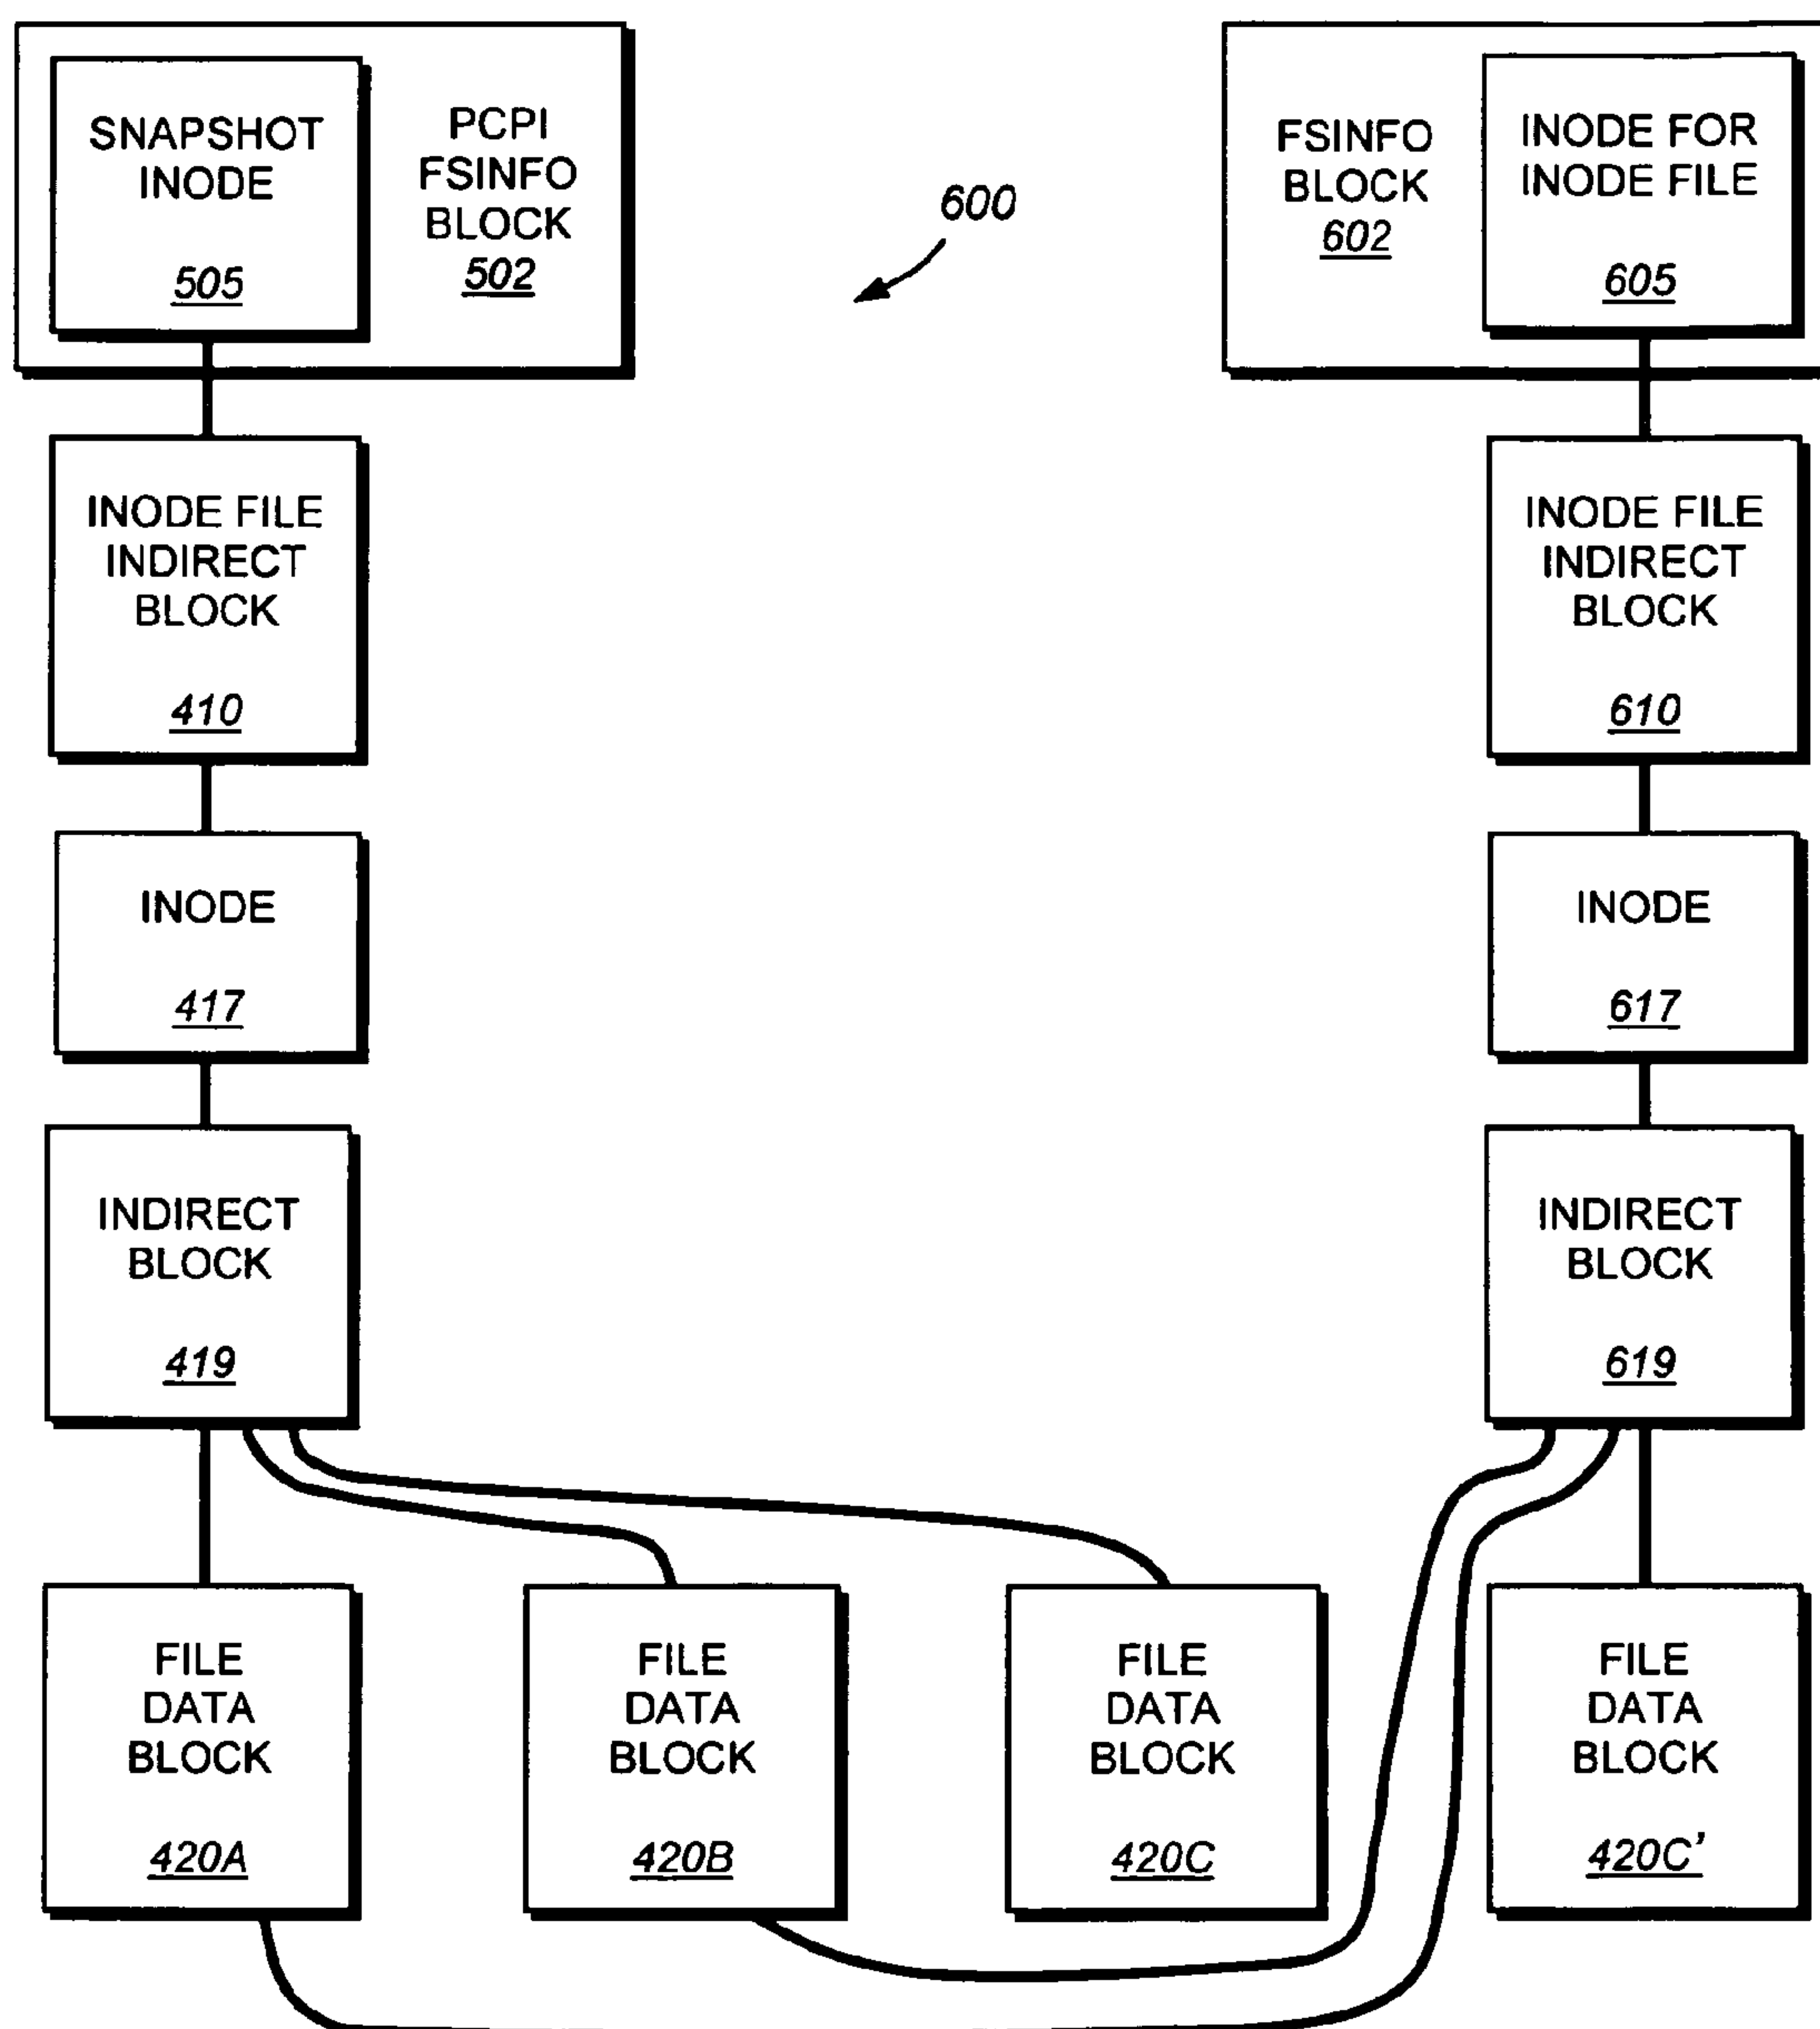 SNAPSHOT
INODE
505
PCPI
FSINFO
BLOCK
502
600
FSINFO
BLOCK
602
INODE FOR
INODE FILE
605
INODE FILE
INDIRECT
BLOCK
410
INODE FILE
INDIRECT
BLOCK
610
INODE
417
INODE
617
INDIRECT
BLOCK
419
INDIRECT
BLOCK
619
FILE
DATA
BLOCK
420A
FILE
DATA
BLOCK
420B
FILE
DATA
BLOCK
420C
FILE
DATA
BLOCK
420C'